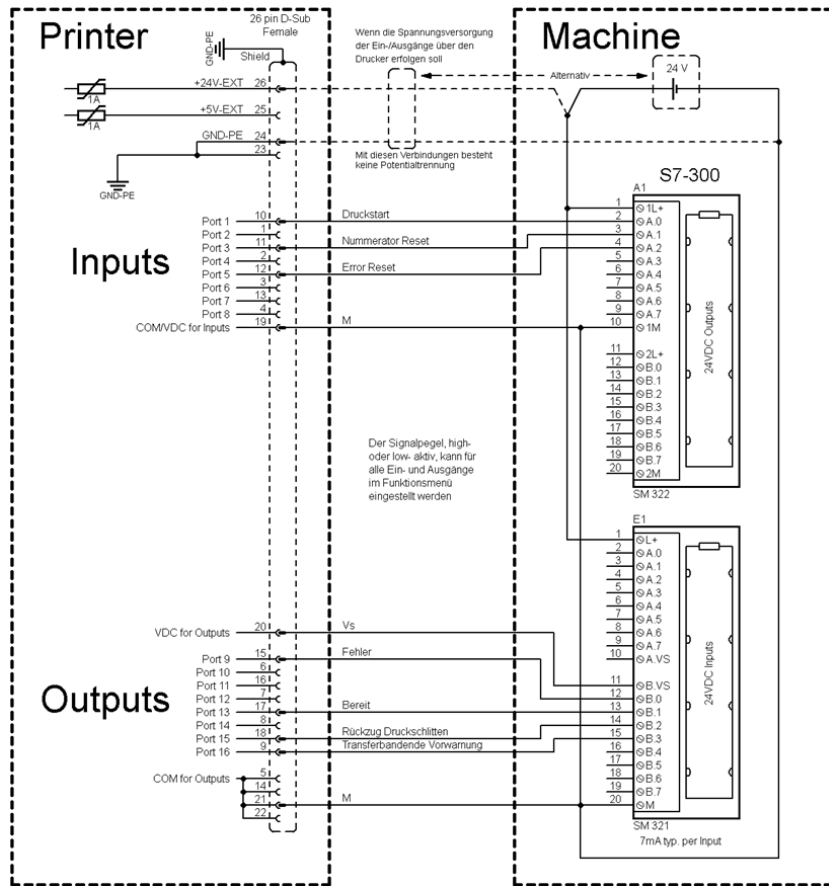 Printer
26 pin D-Sub
Female
GND-PE
Shield
Wenn die Spannungsversorgung
der Ein-/Ausgänge über den
Drucker erfolgen soll
Machine
Alternativ
24 V
+24V-EXT 26
1A
+5V-EXT 25
1A
GND-PE 24
23
GND-PE
Mit diesen Verbindungen besteht
keine Potentialtrennung
S7-300
A1
Inputs
Port 1 10 Druckstart
Port 2 1
Port 3 11 Nummerator Reset
Port 4 2
Port 5 12 Error Reset
Port 6 3
Port 7 13
Port 8 4
COM/VDC for Inputs 19 M
1 1L+
2 A.0
3 A.1
4 A.2
5 A.3
6 A.4
7 A.5
8 A.6
9 A.7
10 1M
11 2L+
12 B.0
13 B.1
14 B.2
15 B.3
16 B.4
17 B.5
18 B.6
19 B.7
20 2M
24VDC Outputs
SM 322
Der Signalpegel, high-
oder low- aktiv, kann für
alle Ein- und Ausgänge
im Funktionsmenü
eingestellt werden
E1
1 L+
2 A.0
3 A.1
4 A.2
5 A.3
6 A.4
7 A.5
8 A.6
9 A.7
10 A.VS
11 B.VS
12 B.0
13 B.1
14 B.2
15 B.3
16 B.4
17 B.5
18 B.6
19 B.7
20 M
24VDC Inputs
SM 321
7mA typ. per Input
Outputs
VDC for Outputs 20 Vs
Port 9 15 Fehler
Port 10 6
Port 11 16
Port 12 7
Port 13 17 Bereit
Port 14 8
Port 15 18 Rückzug Druckschlitten
Port 16 9 Transferbandende Vorwarnung
COM for Outputs 5
14
21 M
22